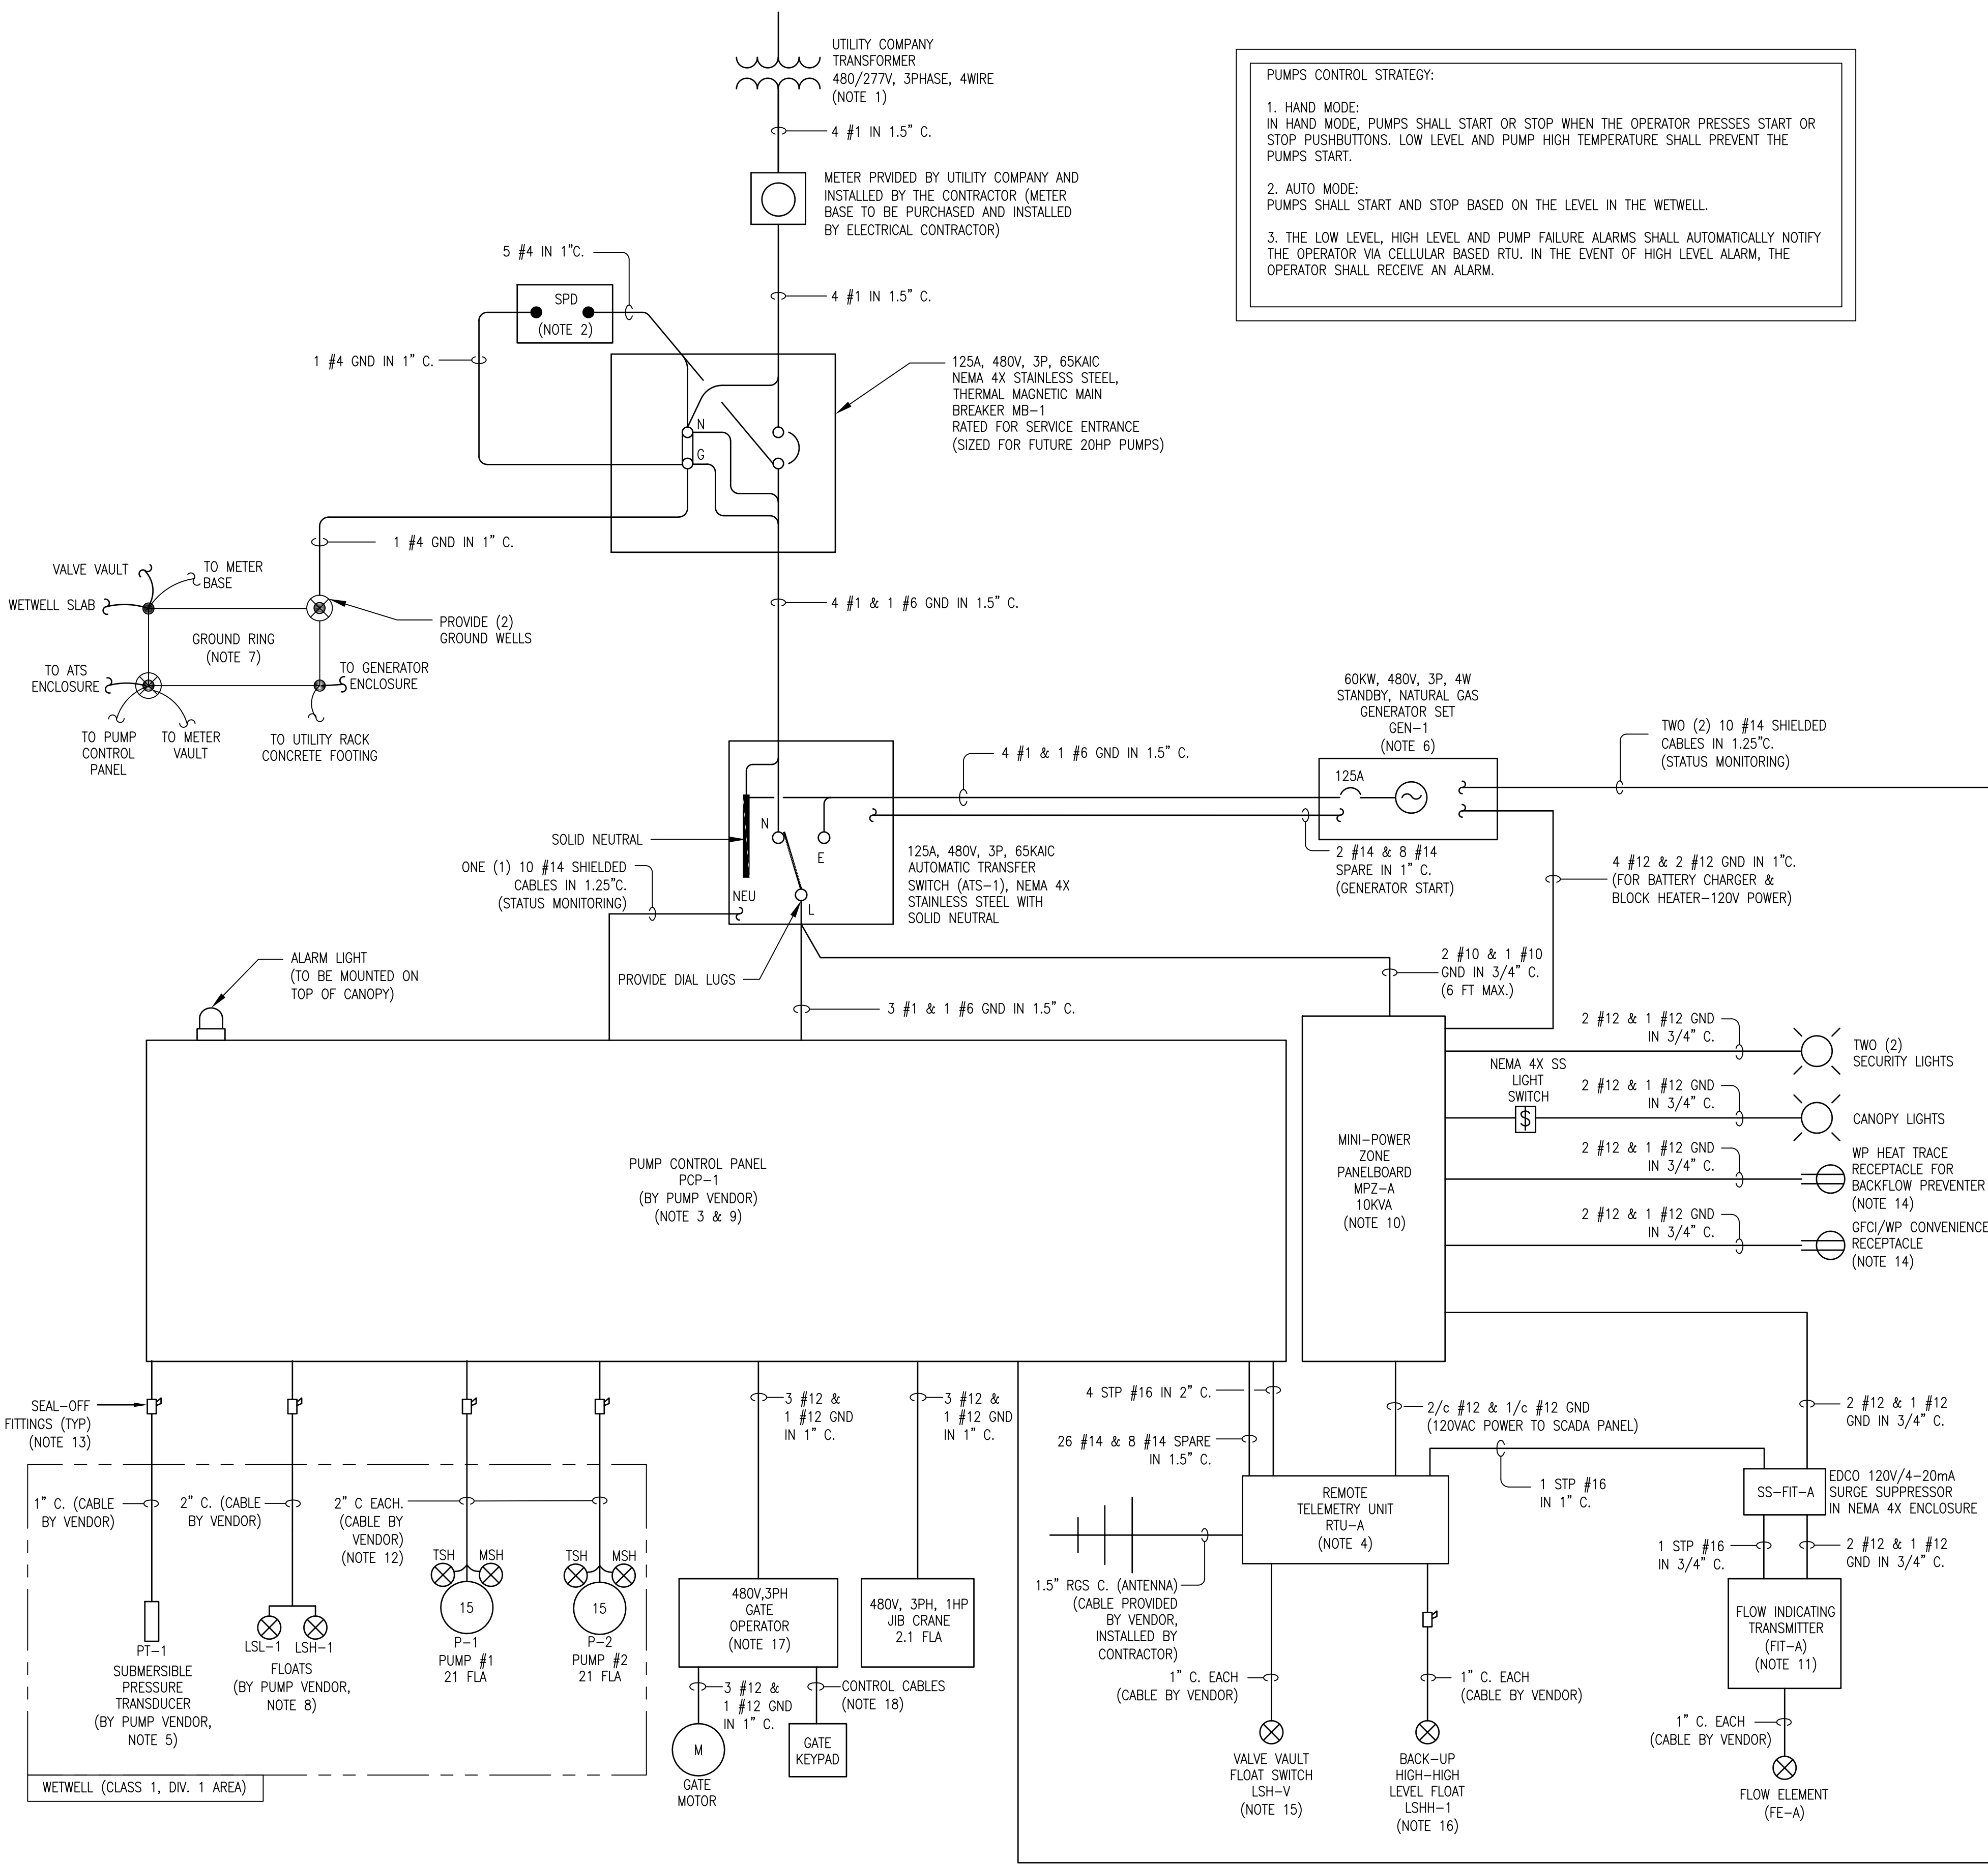 UTILITY COMPANY
TRANSFORMER
480/277V, 3PHASE, 4WIRE
(NOTE 1)
4 #1 IN 1.5" C.
METER PRVIDED BY UTILITY COMPANY AND
INSTALLED BY THE CONTRACTOR (METER
BASE TO BE PURCHASED AND INSTALLED
BY ELECTRICAL CONTRACTOR)
PUMPS CONTROL STRATEGY:
1. HAND MODE:
IN HAND MODE, PUMPS SHALL START OR STOP WHEN THE OPERATOR PRESSES START OR
STOP PUSHBUTTONS. LOW LEVEL AND PUMP HIGH TEMPERATURE SHALL PREVENT THE
PUMPS START.
2. AUTO MODE:
PUMPS SHALL START AND STOP BASED ON THE LEVEL IN THE WETWELL.
3. THE LOW LEVEL, HIGH LEVEL AND PUMP FAILURE ALARMS SHALL AUTOMATICALLY NOTIFY
THE OPERATOR VIA CELLULAR BASED RTU. IN THE EVENT OF HIGH LEVEL ALARM, THE
OPERATOR SHALL RECEIVE AN ALARM.
5 #4 IN 1"C.
SPD
(NOTE 2)
4 #1 IN 1.5" C.
1 #4 GND IN 1" C.
N
G
125A, 480V, 3P, 65KAIC
NEMA 4X STAINLESS STEEL,
THERMAL MAGNETIC MAIN
BREAKER MB-1
RATED FOR SERVICE ENTRANCE
(SIZED FOR FUTURE 20HP PUMPS)
1 #4 GND IN 1" C.
VALVE VAULT
TO METER
BASE
WETWELL SLAB
GROUND RING
(NOTE 7)
PROVIDE (2)
GROUND WELLS
TO ATS
ENCLOSURE
TO GENERATOR
ENCLOSURE
TO PUMP
CONTROL
PANEL
TO METER
VAULT
TO UTILITY RACK
CONCRETE FOOTING
4 #1 & 1 #6 GND IN 1.5" C.
60KW, 480V, 3P, 4W
STANDBY, NATURAL GAS
GENERATOR SET
GEN-1
(NOTE 6)
125A
TWO (2) 10 #14 SHIELDED
CABLES IN 1.25"C.
(STATUS MONITORING)
4 #1 & 1 #6 GND IN 1.5" C.
SOLID NEUTRAL
N
E
NEU
L
ONE (1) 10 #14 SHIELDED
CABLES IN 1.25"C.
(STATUS MONITORING)
125A, 480V, 3P, 65KAIC
AUTOMATIC TRANSFER
SWITCH (ATS-1), NEMA 4X
STAINLESS STEEL WITH
SOLID NEUTRAL
2 #14 & 8 #14
SPARE IN 1" C.
(GENERATOR START)
4 #12 & 2 #12 GND IN 1"C.
(FOR BATTERY CHARGER &
BLOCK HEATER-120V POWER)
ALARM LIGHT
(TO BE MOUNTED ON
TOP OF CANOPY)
PROVIDE DIAL LUGS
2 #10 & 1 #10
GND IN 3/4" C.
(6 FT MAX.)
3 #1 & 1 #6 GND IN 1.5" C.
PUMP CONTROL PANEL
PCP-1
(BY PUMP VENDOR)
(NOTE 3 & 9)
MINI-POWER
ZONE
PANELBOARD
MPZ-A
10KVA
(NOTE 10)
2 #12 & 1 #12 GND
IN 3/4" C.
TWO (2)
SECURITY LIGHTS
NEMA 4X SS
LIGHT
SWITCH
$
2 #12 & 1 #12 GND
IN 3/4" C.
CANOPY LIGHTS
2 #12 & 1 #12 GND
IN 3/4" C.
WP HEAT TRACE
RECEPTACLE FOR
BACKFLOW PREVENTER
(NOTE 14)
2 #12 & 1 #12 GND
IN 3/4" C.
GFCI/WP CONVENIENCE
RECEPTACLE
(NOTE 14)
SEAL-OFF
FITTINGS (TYP)
(NOTE 13)
3 #12 &
1 #12 GND
IN 1" C.
3 #12 &
1 #12 GND
IN 1" C.
4 STP #16 IN 2" C.
26 #14 & 8 #14 SPARE
IN 1.5" C.
2/c #12 & 1/c #12 GND
(120VAC POWER TO SCADA PANEL)
2 #12 & 1 #12
GND IN 3/4" C.
1" C. (CABLE
BY VENDOR)
2" C. (CABLE
BY VENDOR)
2" C EACH.
(CABLE BY
VENDOR)
(NOTE 12)
REMOTE
TELEMETRY UNIT
RTU-A
(NOTE 4)
1 STP #16
IN 1" C.
SS-FIT-A
EDCO 120V/4-20mA
SURGE SUPPRESSOR
IN NEMA 4X ENCLOSURE
1 STP #16
IN 3/4" C.
2 #12 & 1 #12
GND IN 3/4" C.
TSH MSH
15
P-1
PUMP #1
21 FLA
TSH MSH
15
P-2
PUMP #2
21 FLA
PT-1
SUBMERSIBLE
PRESSURE
TRANSDUCER
(BY PUMP VENDOR,
NOTE 5)
LSL-1 LSH-1
FLOATS
(BY PUMP VENDOR,
NOTE 8)
480V,3PH
GATE
OPERATOR
(NOTE 17)
480V, 3PH, 1HP
JIB CRANE
2.1 FLA
1.5" RGS C. (ANTENNA)
(CABLE PROVIDED
BY VENDOR,
INSTALLED BY
CONTRACTOR)
FLOW INDICATING
TRANSMITTER
(FIT-A)
(NOTE 11)
3 #12 &
1 #12 GND
IN 1" C.
CONTROL CABLES
(NOTE 18)
1" C. EACH
(CABLE BY VENDOR)
1" C. EACH
(CABLE BY VENDOR)
1" C. EACH
(CABLE BY VENDOR)
M
GATE
MOTOR
GATE
KEYPAD
VALVE VAULT
FLOAT SWITCH
LSH-V
(NOTE 15)
BACK-UP
HIGH-HIGH
LEVEL FLOAT
LSHH-1
(NOTE 16)
FLOW ELEMENT
(FE-A)
WETWELL (CLASS 1, DIV. 1 AREA)